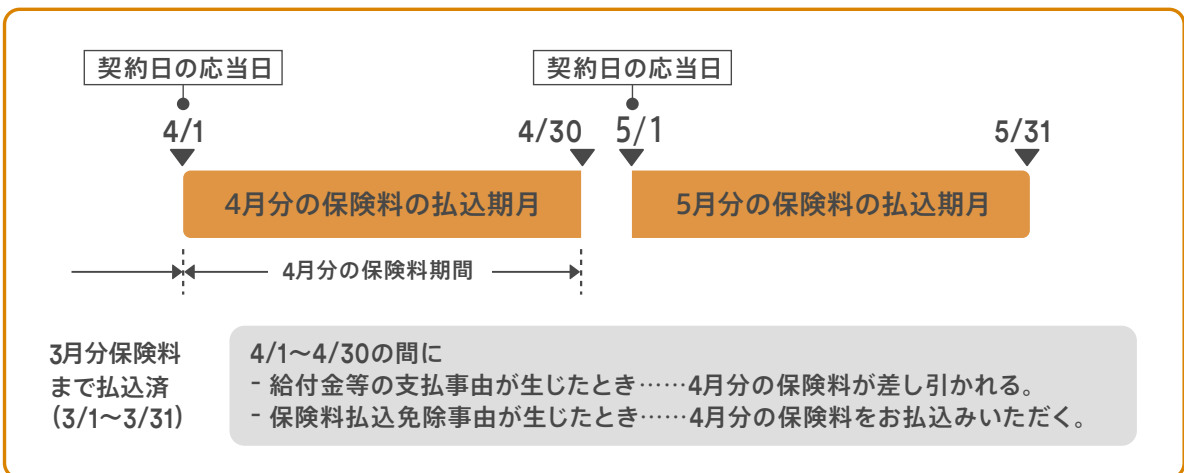 契約日の応当日 契約日の応当日
4/1 4/30 5/1 5/31
4月分の保険料の払込期月 5月分の保険料の払込期月
4月分の保険料期間
3月分保険料
まで払込済
(3/1〜3/31)
4/1〜4/30の間に
- 給付金等の支払事由が生じたとき……4月分の保険料が差し引かれる。
- 保険料払込免除事由が生じたとき……4月分の保険料をお払込みいただく。